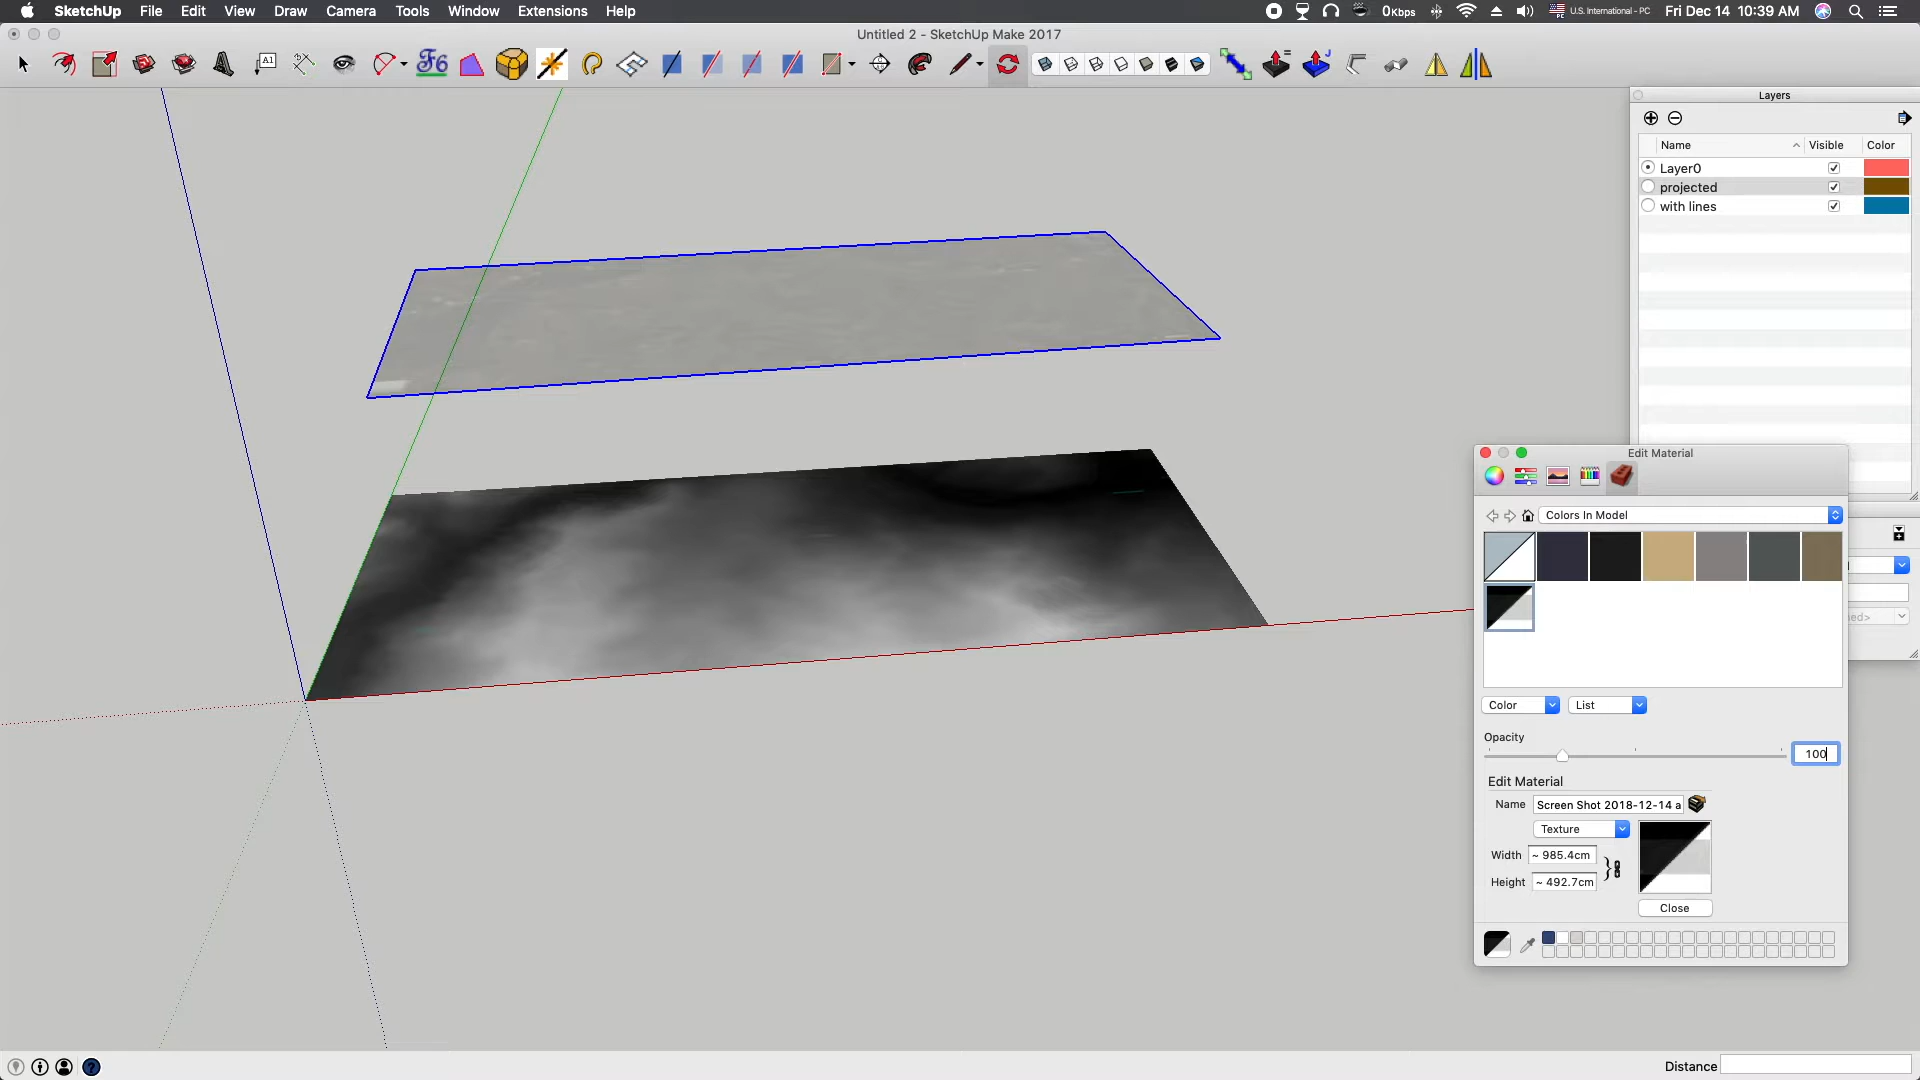 SketchUp File Edit View Draw Camera Tools Window Extensions Help
0Kbps U.S. International - PC Fri Dec 14 10:39 AM
Untitled 2 - SketchUp Make 2017
A1
F6
Layers
Name Visible Color
Layer0
projected
with lines
Edit Material
Colors In Model
ed>
Color List
Opacity
100
Edit Material
Name Screen Shot 2018-12-14 a
Texture
Width ~ 985.4cm
Height ~ 492.7cm
Close
Distance